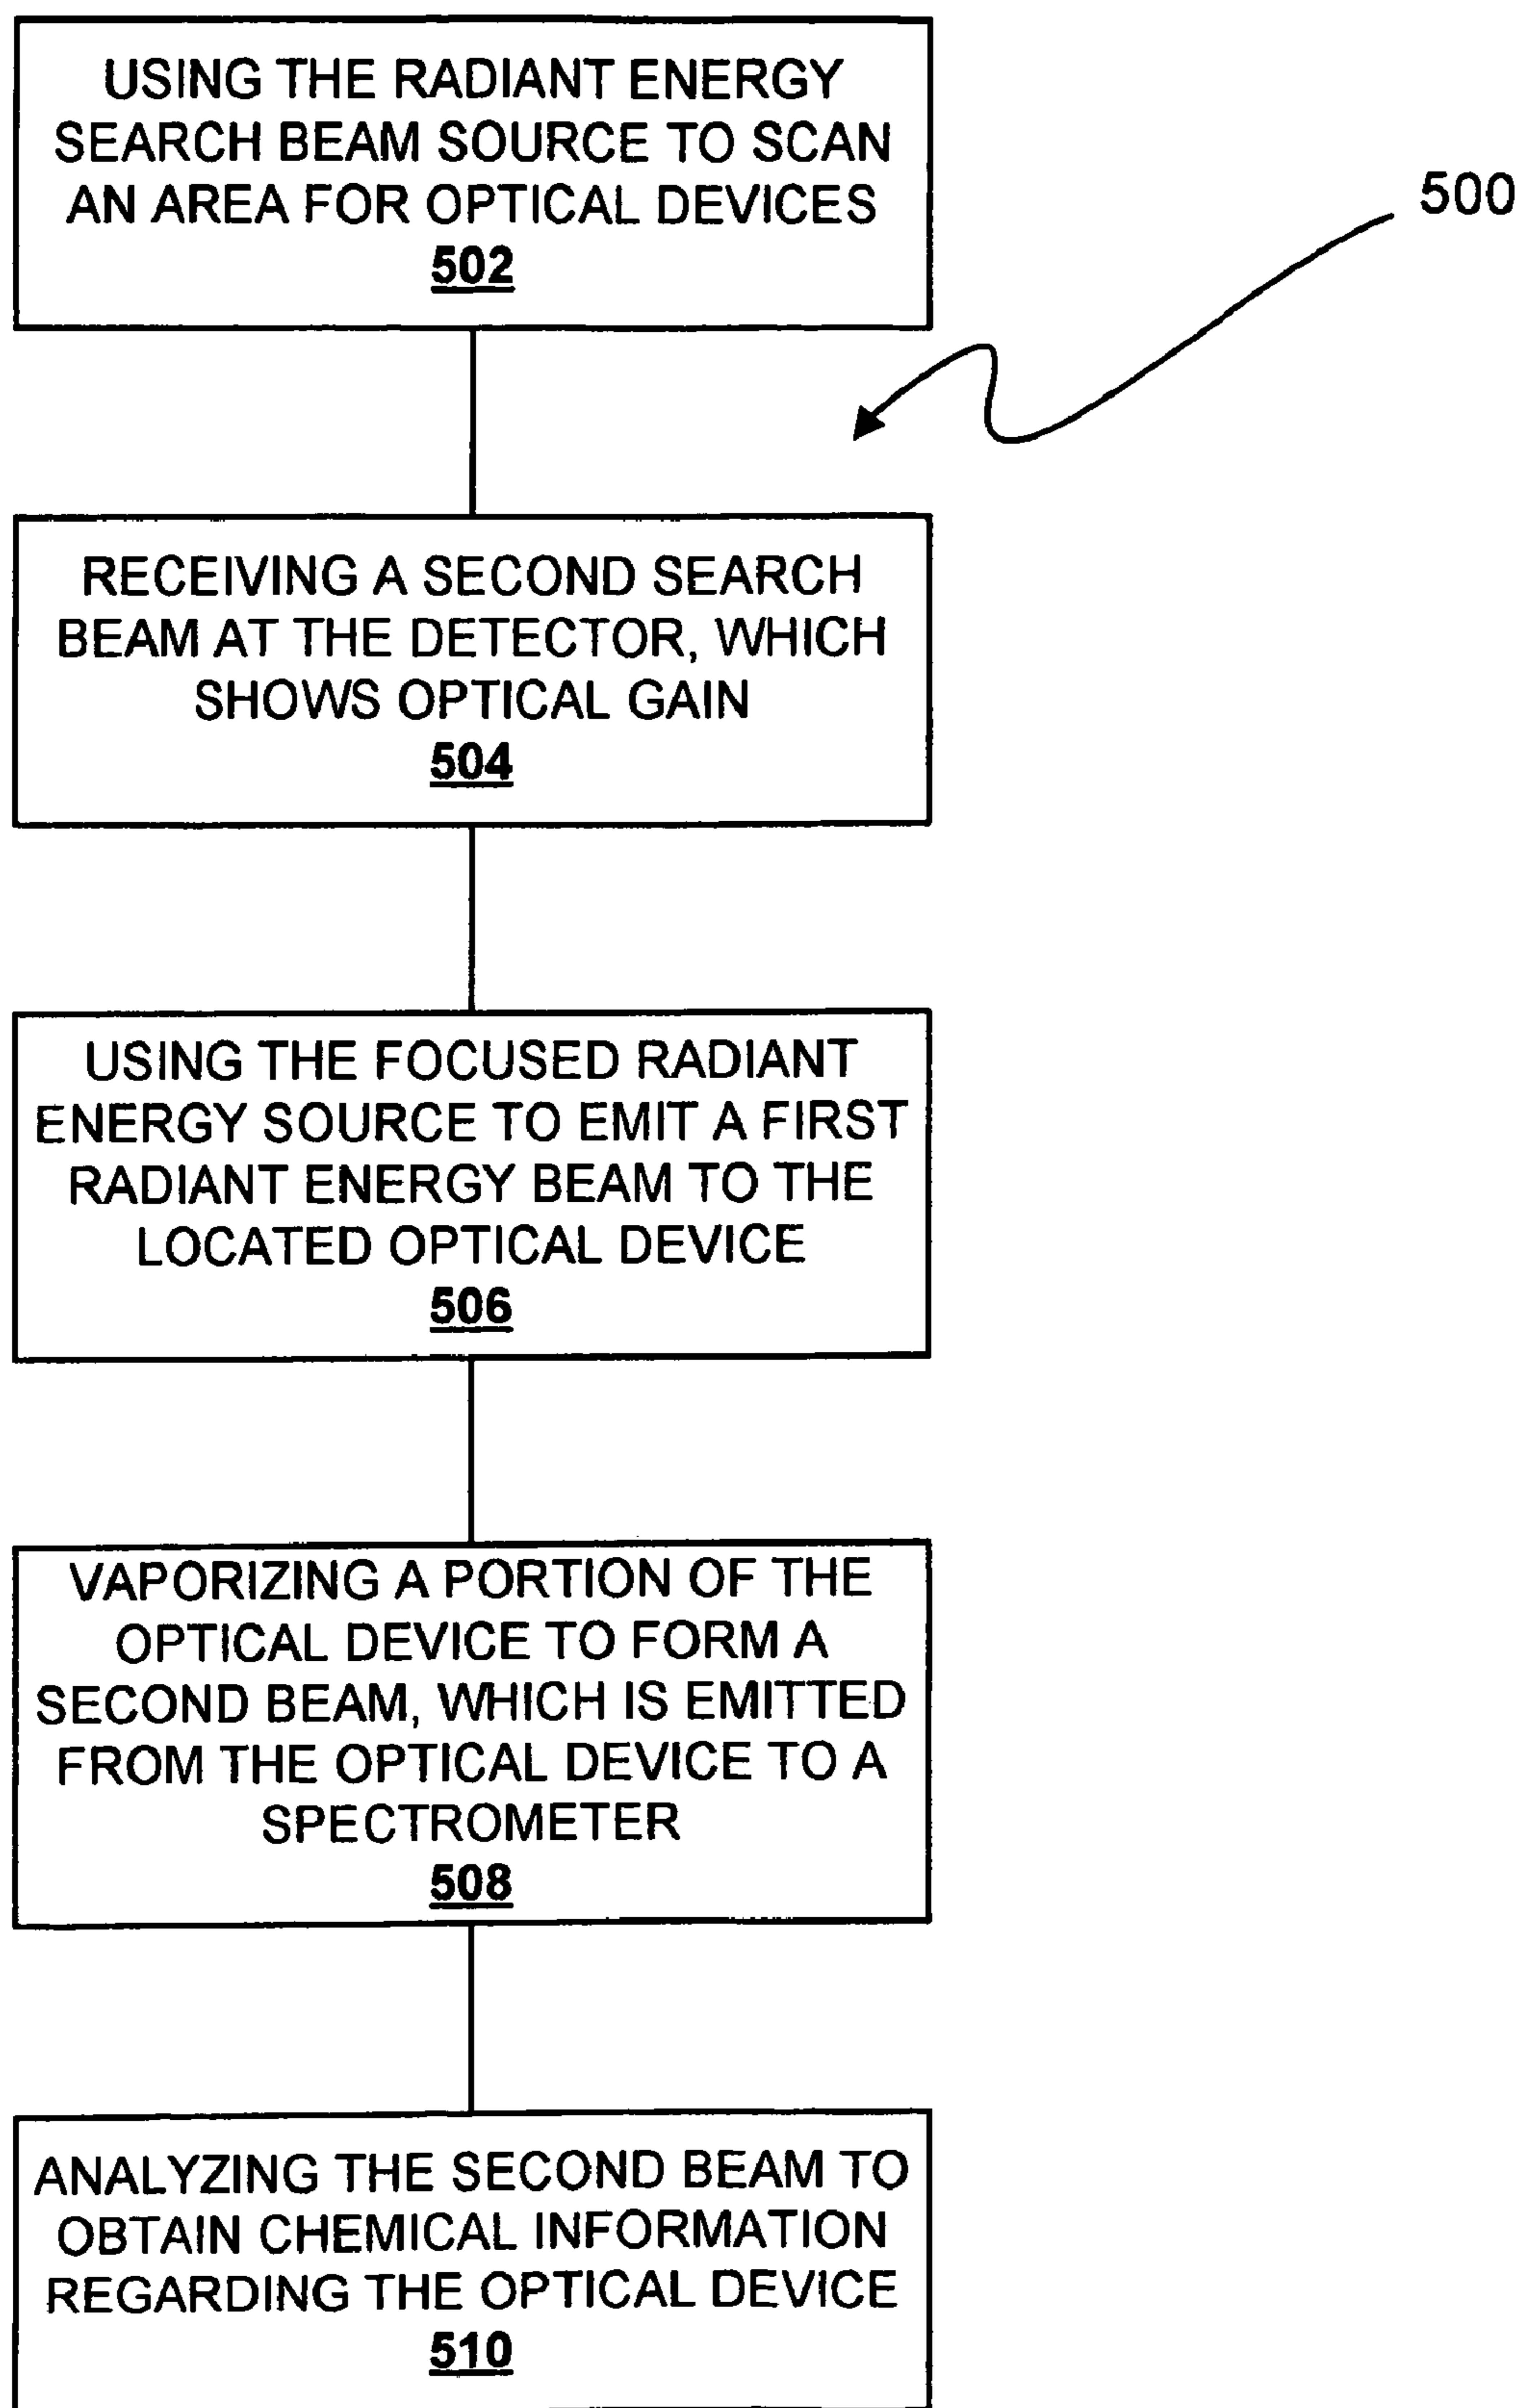 USING THE RADIANT ENERGY
SEARCH BEAM SOURCE TO SCAN
AN AREA FOR OPTICAL DEVICES
502
500
RECEIVING A SECOND SEARCH
BEAM AT THE DETECTOR, WHICH
SHOWS OPTICAL GAIN
504
USING THE FOCUSED RADIANT
ENERGY SOURCE TO EMIT A FIRST
RADIANT ENERGY BEAM TO THE
LOCATED OPTICAL DEVICE
506
VAPORIZING A PORTION OF THE
OPTICAL DEVICE TO FORM A
SECOND BEAM, WHICH IS EMITTED
FROM THE OPTICAL DEVICE TO A
SPECTROMETER
508
ANALYZING THE SECOND BEAM TO
OBTAIN CHEMICAL INFORMATION
REGARDING THE OPTICAL DEVICE
510